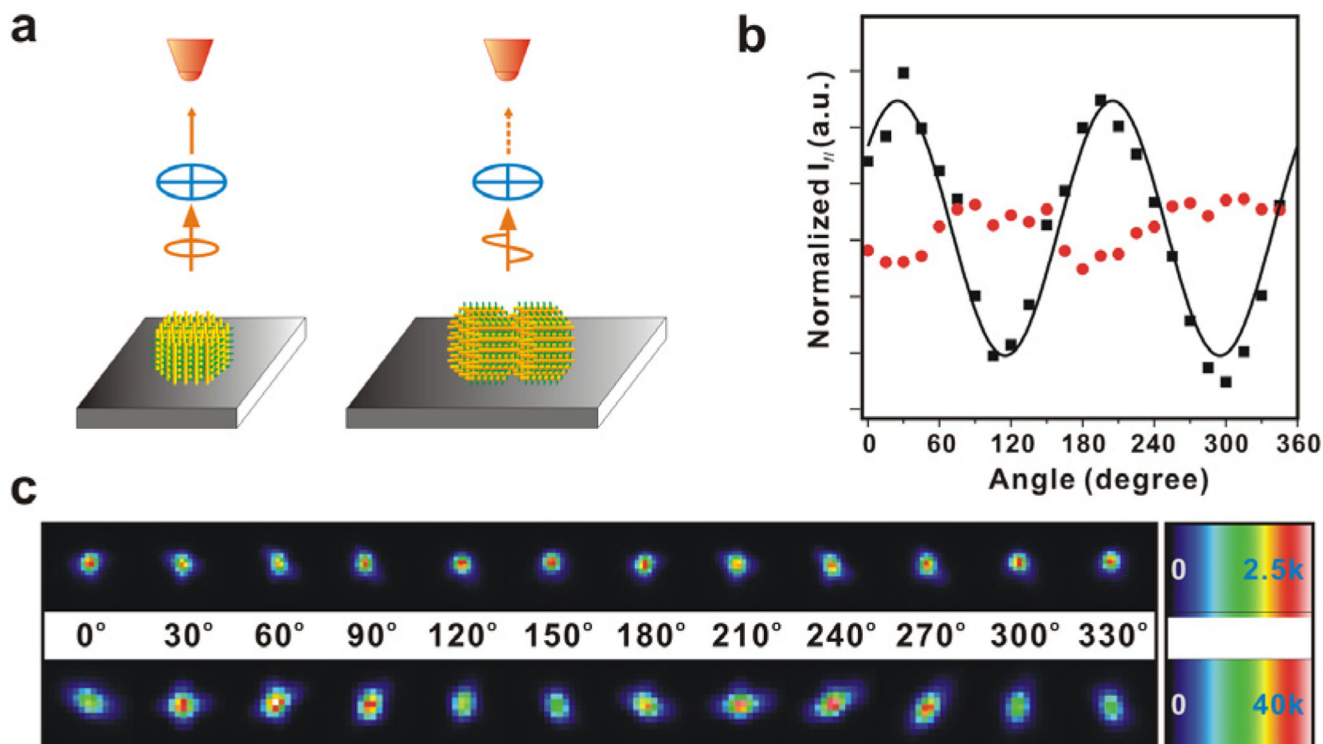 a
b
Normalized I// (a.u.)
0 60 120 180 240 300 360
Angle (degree)
c
0 2.5k
0° 30° 60° 90° 120° 150° 180° 210° 240° 270° 300° 330°
0 40k